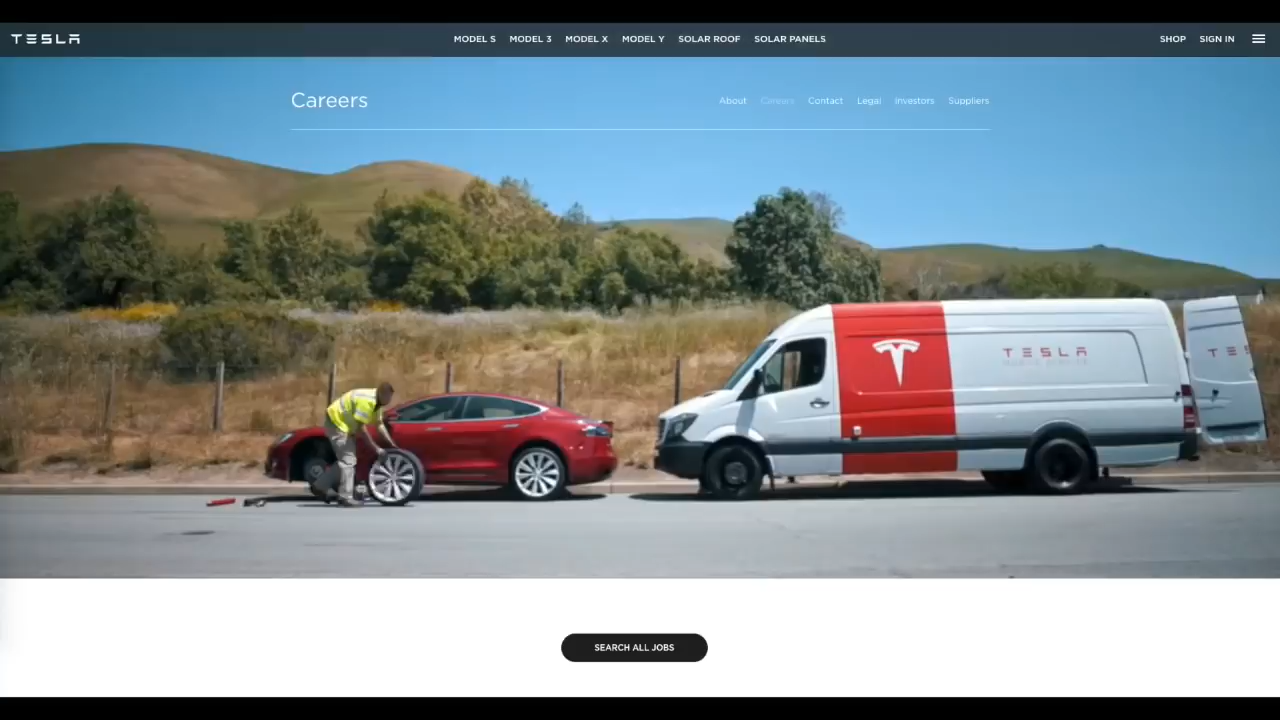 TESLA
MODEL S MODEL 3 MODEL X MODEL Y SOLAR ROOF SOLAR PANELS
SHOP SIGN IN
Careers
About Careers Contact Legal Investors Suppliers
TESLA
TES
SEARCH ALL JOBS